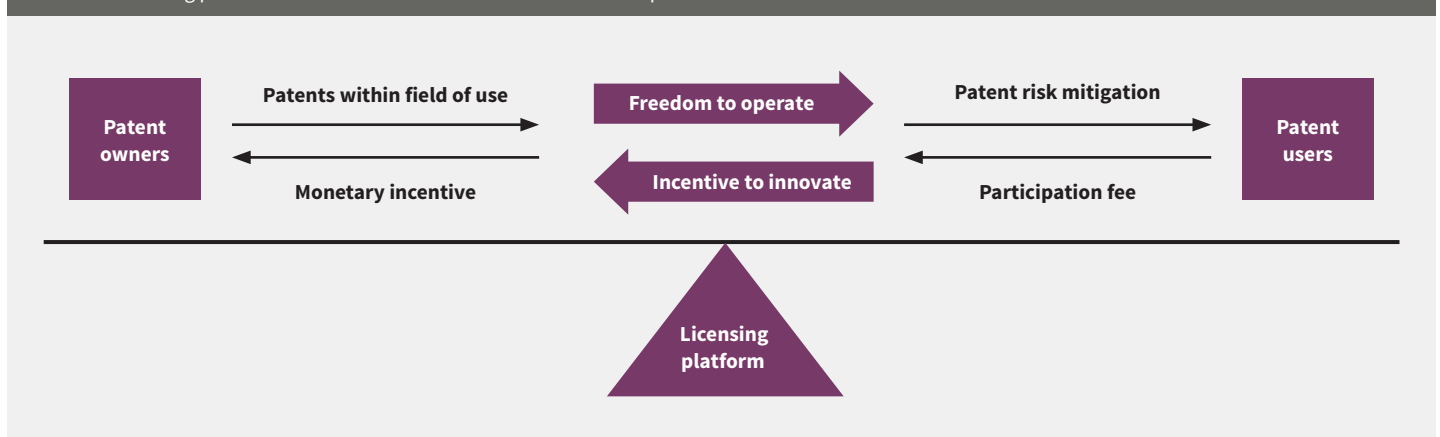 Patent
owners
Patents within field of use
Monetary incentive
Freedom to operate
Incentive to innovate
Patent risk mitigation
Participation fee
Patent
users
Licensing
platform